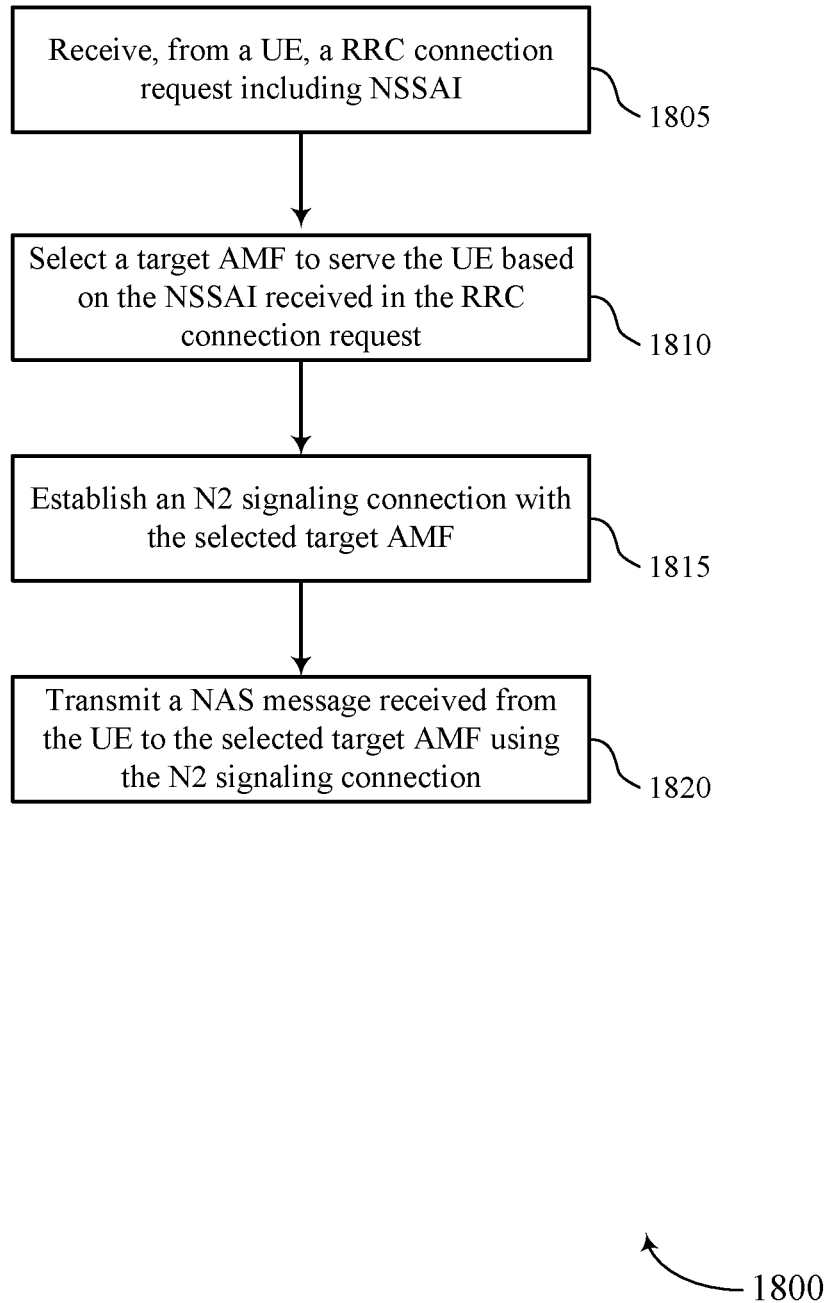 Receive, from a UE, a RRC connection
request including NSSAI
1805
Select a target AMF to serve the UE based
on the NSSAI received in the RRC
connection request
1810
Establish an N2 signaling connection with
the selected target AMF
1815
Transmit a NAS message received from
the UE to the selected target AMF using
the N2 signaling connection
1820
1800